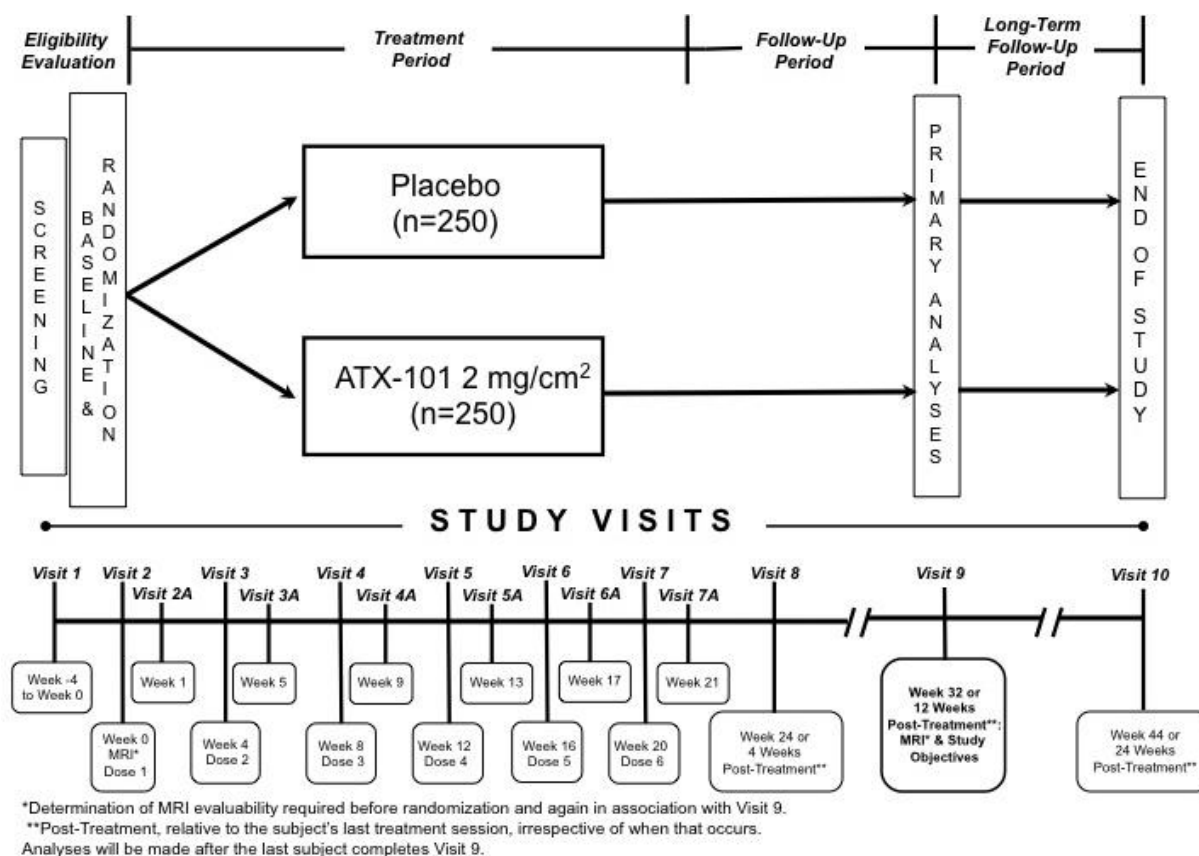 Eligibility
Evaluation
Treatment
Period
Follow-Up
Period
Long-Term
Follow-Up
Period
SCREENING
BASELINE &
RANDOMIZATION
Placebo
(n=250)
ATX-101 2 mg/cm²
(n=250)
PRIMARY ANALYSES
END OF STUDY
STUDY VISITS
Visit 1
Visit 2
Visit 2A
Visit 3
Visit 3A
Visit 4
Visit 4A
Visit 5
Visit 5A
Visit 6
Visit 6A
Visit 7
Visit 7A
Visit 8
Visit 9
Visit 10
Week -4
to Week 0
Week 0
MRI*
Dose 1
Week 1
Week 4
Dose 2
Week 5
Week 8
Dose 3
Week 9
Week 12
Dose 4
Week 13
Week 16
Dose 5
Week 17
Week 20
Dose 6
Week 21
Week 24 or
4 Weeks
Post-Treatment**
Week 32 or
12 Weeks
Post-Treatment**:
MRI* & Study
Objectives
Week 44 or
24 Weeks
Post-Treatment**
*Determination of MRI evaluability required before randomization and again in association with Visit 9.
**Post-Treatment, relative to the subject's last treatment session, irrespective of when that occurs.
Analyses will be made after the last subject completes Visit 9.